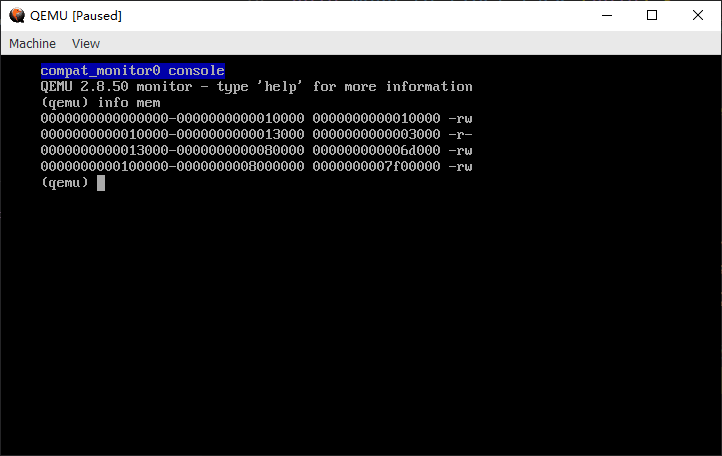 QEMU [Paused]
Machine View
compat_monitor0 console
QEMU 2.8.50 monitor - type 'help' for more information
(qemu) info mem
0000000000000000-0000000000010000 0000000000010000 -rw
0000000000010000-0000000000013000 0000000000003000 -r-
0000000000013000-0000000000080000 000000000006d000 -rw
0000000000100000-0000000008000000 0000000007f00000 -rw
(qemu)